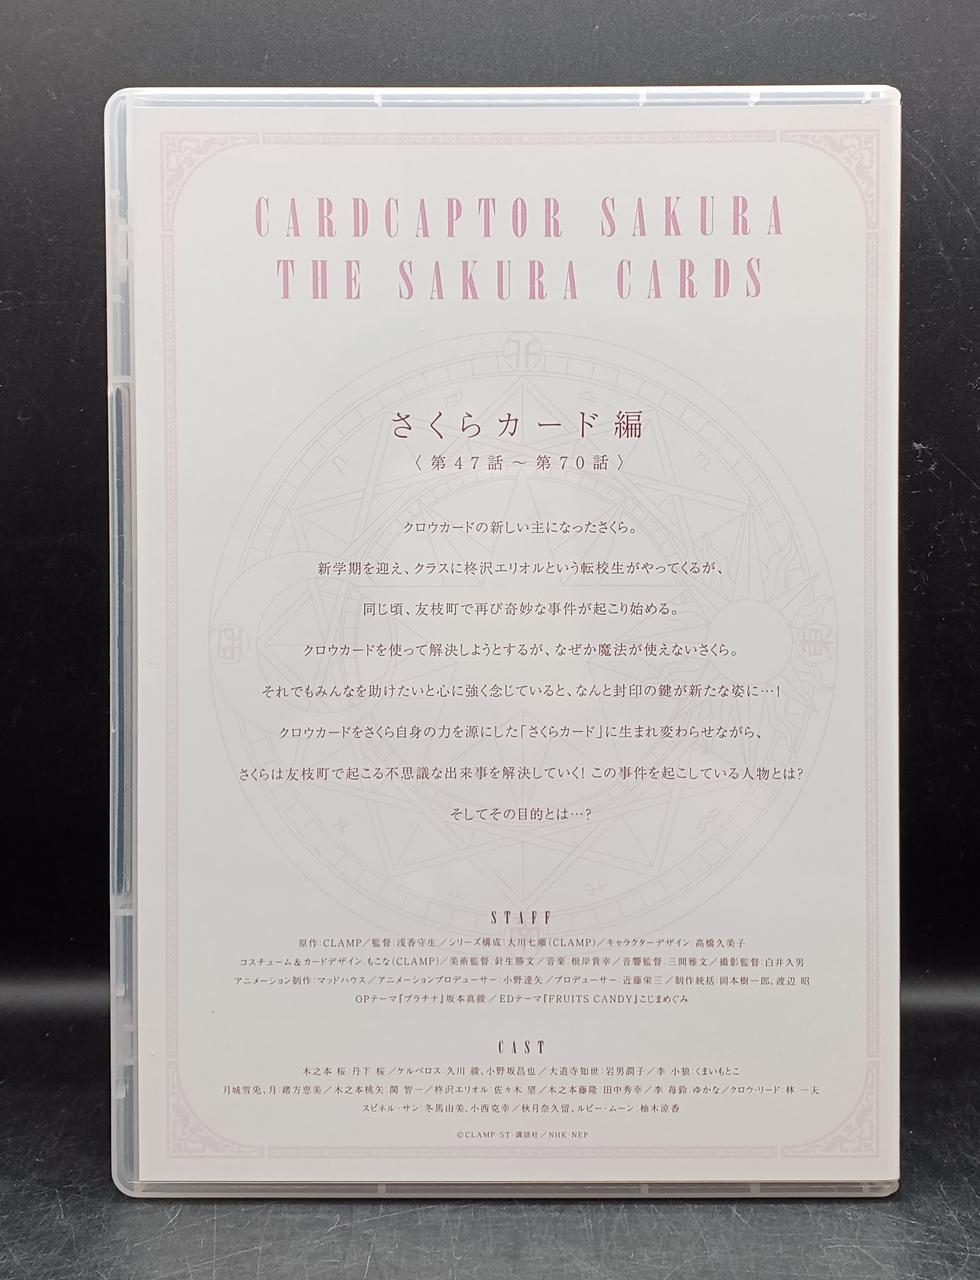 CARDCAPTOR SAKURA
THE SAKURA CARDS
さくらカード編
〈第47話～第70話〉
クロウカードの新しい主になったさくら。
新学期を迎え、クラスに柊沢エリオルという転校生がやってくるが、
同じ頃、友枝町で再び奇妙な事件が起こり始める。
クロウカードを使って解決しようとするが、なぜか魔法が使えないさくら。
西
東
それでもみんなを助けたいと心に強く念じていると、なんと封印の鍵が新たな姿に…！
クロウカードをさくら自身の力を源にした「さくらカード」に生まれ変わらせながら、
さくらは友枝町で起こる不思議な出来事を解決していく！この事件を起こしている人物とは？
そしてその目的とは…？
STAFF
原作：CLAMP／監督：浅香守生／シリーズ構成：大川七瀬（CLAMP）／キャラクターデザイン：高橋久美子
コスチューム＆カードデザイン：もこな（CLAMP）／美術監督：針生勝文／音楽：根岸貴幸／音響監督：三間雅文／撮影監督：白井久男
アニメーション制作：マッドハウス／アニメーションプロデューサー：小野達矢／プロデューサー：近藤栄三／制作統括：岡本樹一郎、渡辺 昭
OPテーマ『プラチナ』坂本真綾／EDテーマ『FRUITS CANDY』こじまめぐみ
CAST
木之本 桜：丹下 桜／ケルベロス：久川 綾、小野坂昌也／大道寺知世：岩男潤子／李 小狼：くまいもとこ
月城雪兎、月：緒方恵美／木之本桃矢：関 智一／柊沢エリオル：佐々木 望／木之本藤隆：田中秀幸／李 苺鈴：ゆかな／クロウ・リード：林 一夫
スピネル・サン：冬馬由美、小西克幸／秋月奈久留、ルビー・ムーン：柚木涼香
©CLAMP・ST・講談社／NHK・NEP